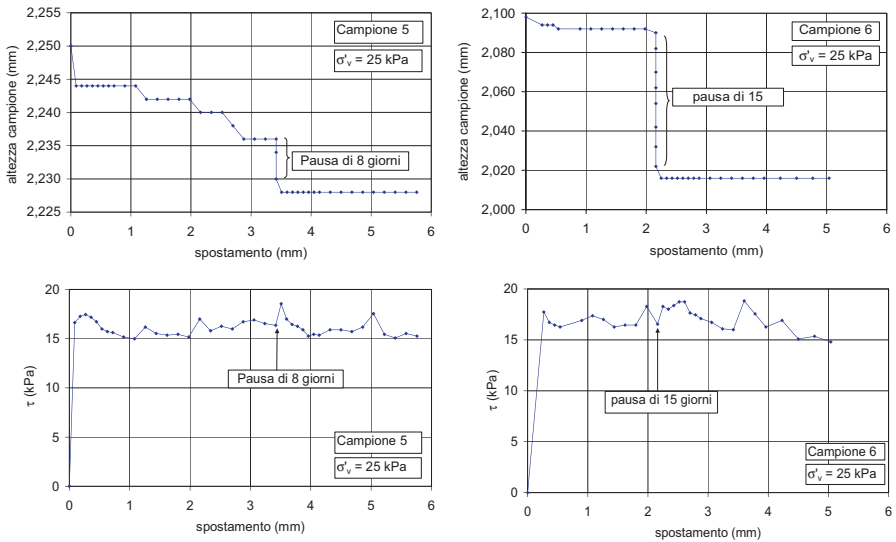 2,255
2,250
2,245
2,240
2,235
2,230
2,225
0 1 2 3 4 5 6
altezza campione (mm)
spostamento (mm)
Campione 5
σ'v = 25 kPa
Pausa di 8 giorni
2,100
2,080
2,060
2,040
2,020
2,000
0 1 2 3 4 5 6
altezza campione (mm)
spostamento (mm)
Campione 6
σ'v = 25 kPa
pausa di 15
20
15
10
5
0
0 1 2 3 4 5 6
τ (kPa)
spostamento (mm)
Pausa di 8 giorni
Campione 5
σ'v = 25 kPa
20
15
10
5
0
0 1 2 3 4 5 6
τ (kPa)
spostamento (mm)
pausa di 15 giorni
Campione 6
σ'v = 25 kPa